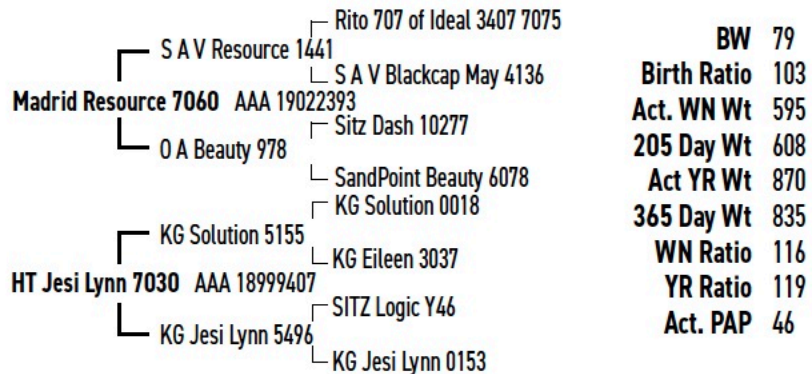 Rito 707 of Ideal 3407 7075
S A V Resource 1441
S A V Blackcap May 4136
Madrid Resource 7060 AAA 19022393
Sitz Dash 10277
O A Beauty 978
SandPoint Beauty 6078
KG Solution 0018
KG Solution 5155
KG Eileen 3037
HT Jesi Lynn 7030 AAA 18999407
SITZ Logic Y46
KG Jesi Lynn 5496
KG Jesi Lynn 0153
BW 79
Birth Ratio 103
Act. WN Wt 595
205 Day Wt 608
Act YR Wt 870
365 Day Wt 835
WN Ratio 116
YR Ratio 119
Act. PAP 46